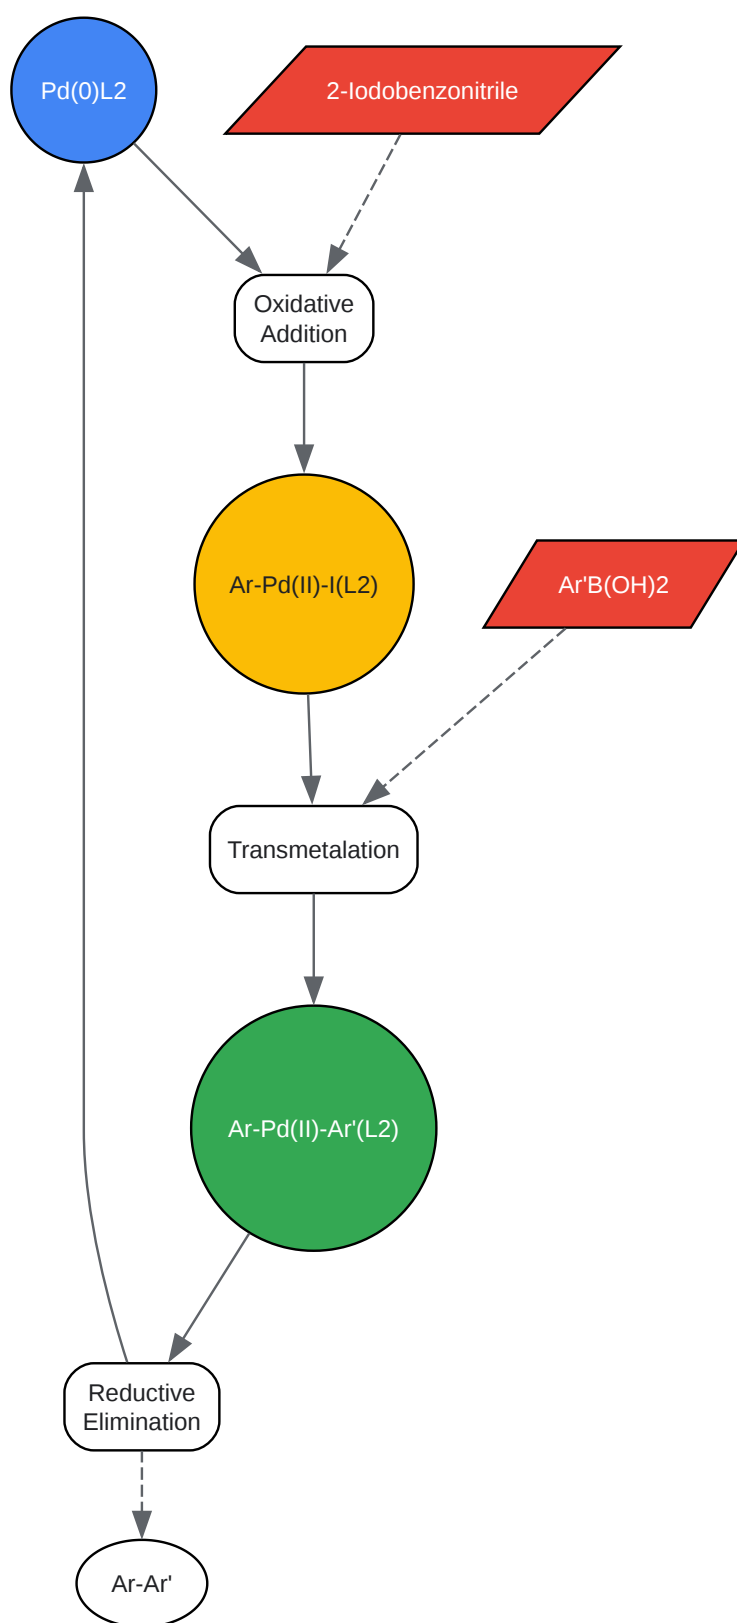 Pd(0)L2
2-Iodobenzonitrile
Oxidative
Addition
Ar-Pd(II)-I(L2)
Ar'B(OH)2
Transmetalation
Ar-Pd(II)-Ar'(L2)
Reductive
Elimination
Ar-Ar'